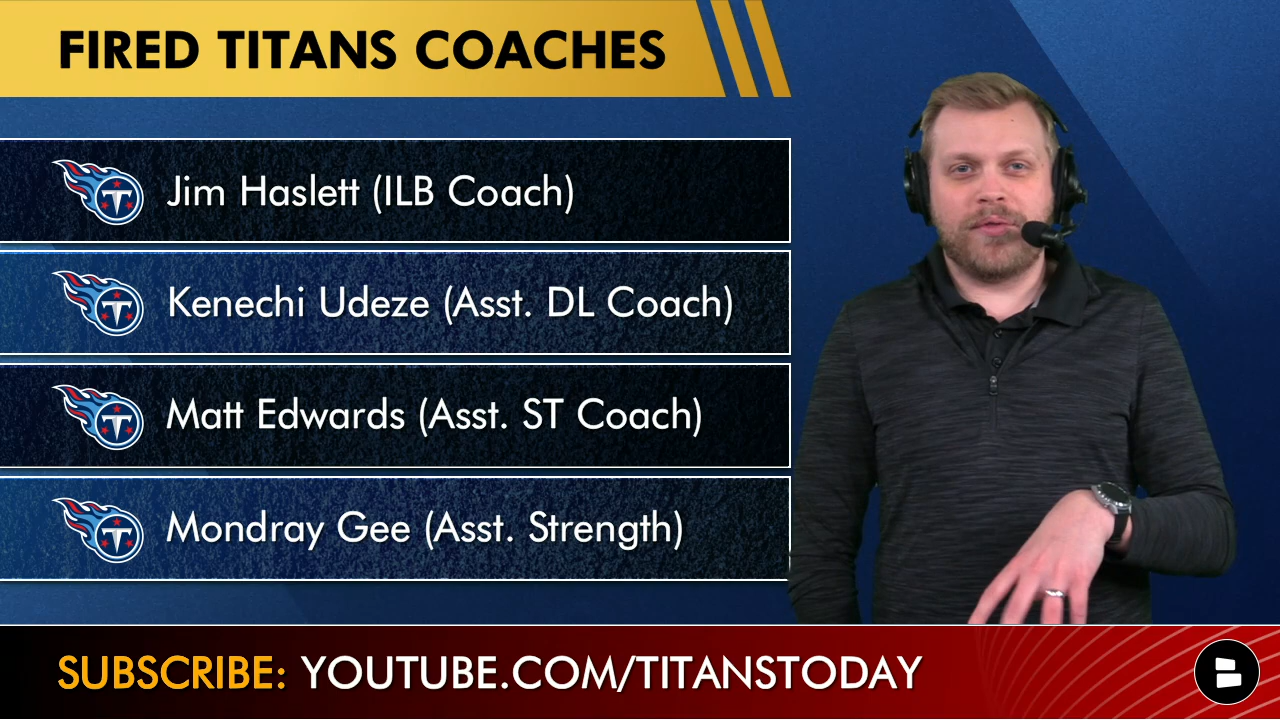 FIRED TITANS COACHES
Jim Haslett (ILB Coach)
Kenechi Udeze (Asst. DL Coach)
Matt Edwards (Asst. ST Coach)
Mondray Gee (Asst. Strength)
SUBSCRIBE: YOUTUBE.COM/TITANSTODAY